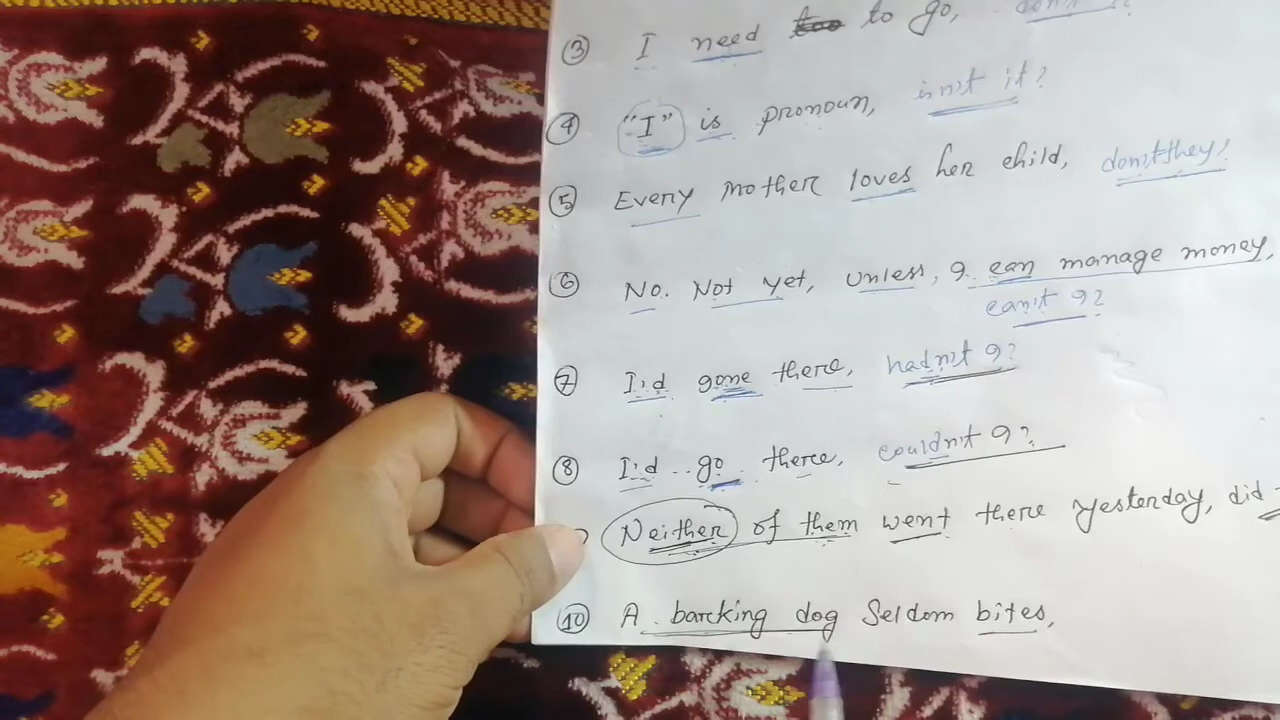 ③ I need to go, don't I?
④ "I" is pronoun, isn't it?
⑤ Every mother loves her child, don't they?
⑥ No. Not yet, unless, I can manage money,
can't I?
⑦ I'd gone there, hadn't I?
⑧ I'd go there, couldn't I?
Neither of them went there yesterday, did
⑩ A barking dog seldom bites,